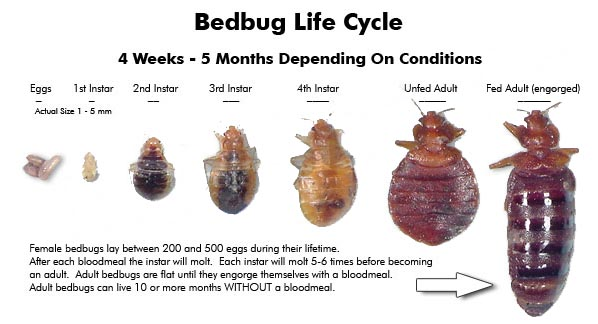 Bedbug Life Cycle
4 Weeks - 5 Months Depending On Conditions
Eggs 1st Instar 2nd Instar 3rd Instar 4th Instar Unfed Adult Fed Adult (engorged)
Actual Size 1 - 5 mm
Female bedbugs lay between 200 and 500 eggs during their lifetime.
After each bloodmeal the instar will molt. Each instar will molt 5-6 times before becoming
an adult. Adult bedbugs are flat until they engorge themselves with a bloodmeal.
Adult bedbugs can live 10 or more months WITHOUT a bloodmeal.